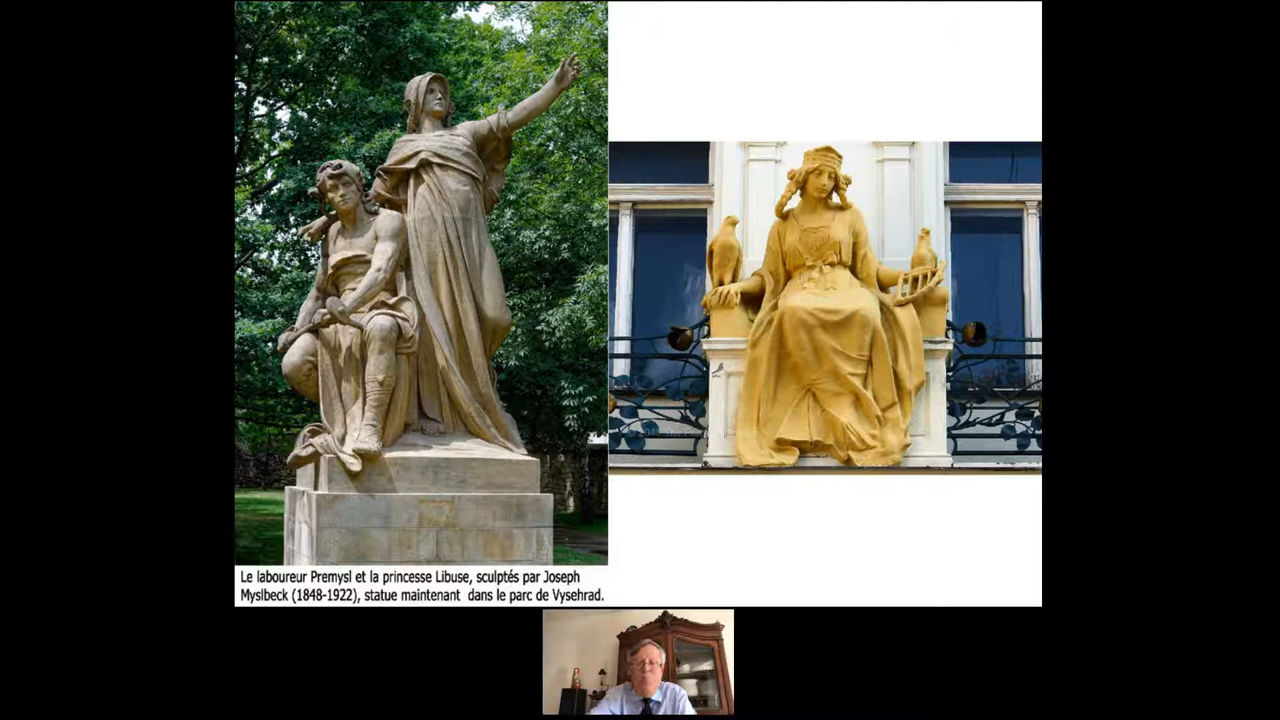 Le laboureur Premysl et la princesse Libuse, sculptés par Joseph
Myslbeck (1848-1922), statue maintenant dans le parc de Vysehrad.